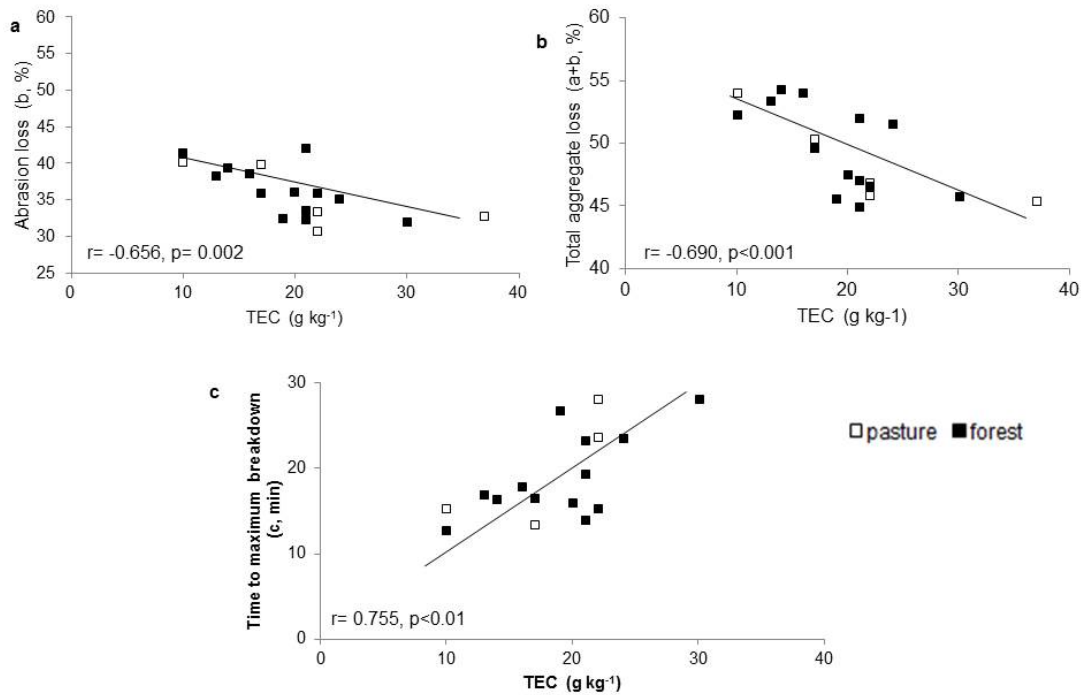 a
60
55
50
45
40
35
30
25
Abrasion loss (b, %)
r= -0.656, p= 0.002
0 10 20 30 40
TEC (g kg-1)
b
60
55
50
45
40
Total aggregate loss (a+b, %)
r= -0.690, p<0.001
0 10 20 30 40
TEC (g kg-1)
c
30
20
10
0
Time to maximum breakdown
(c, min)
r= 0.755, p<0.01
0 10 20 30 40
TEC (g kg-1)
pasture forest